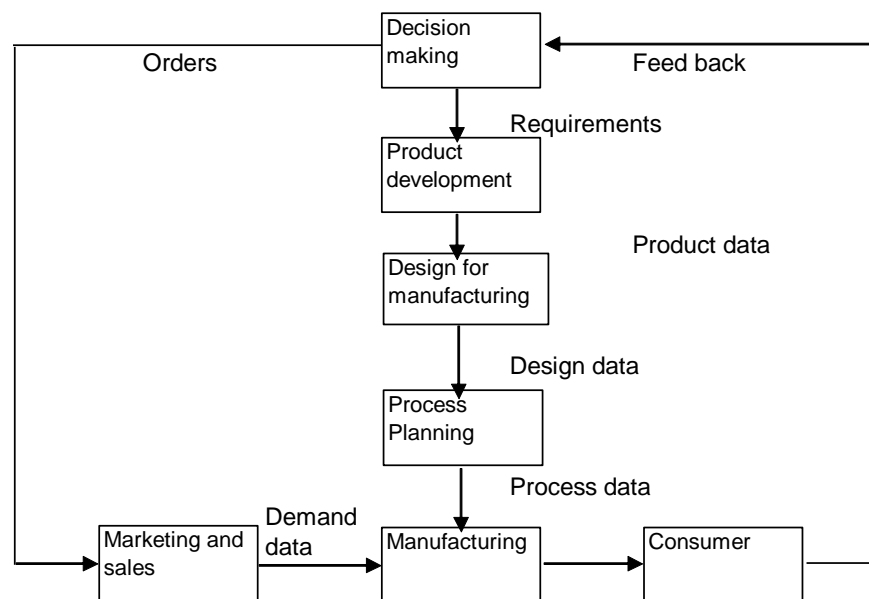 Decision
making
Orders
Feed back
Requirements
Product
development
Product data
Design for
manufacturing
Design data
Process
Planning
Process data
Demand
data
Marketing and
sales
Manufacturing
Consumer